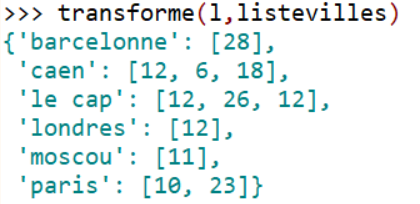 >>> transforme(l,listevilles)
{'barcelonne': [28],
 'caen': [12, 6, 18],
 'le cap': [12, 26, 12],
 'londres': [12],
 'moscou': [11],
 'paris': [10, 23]}